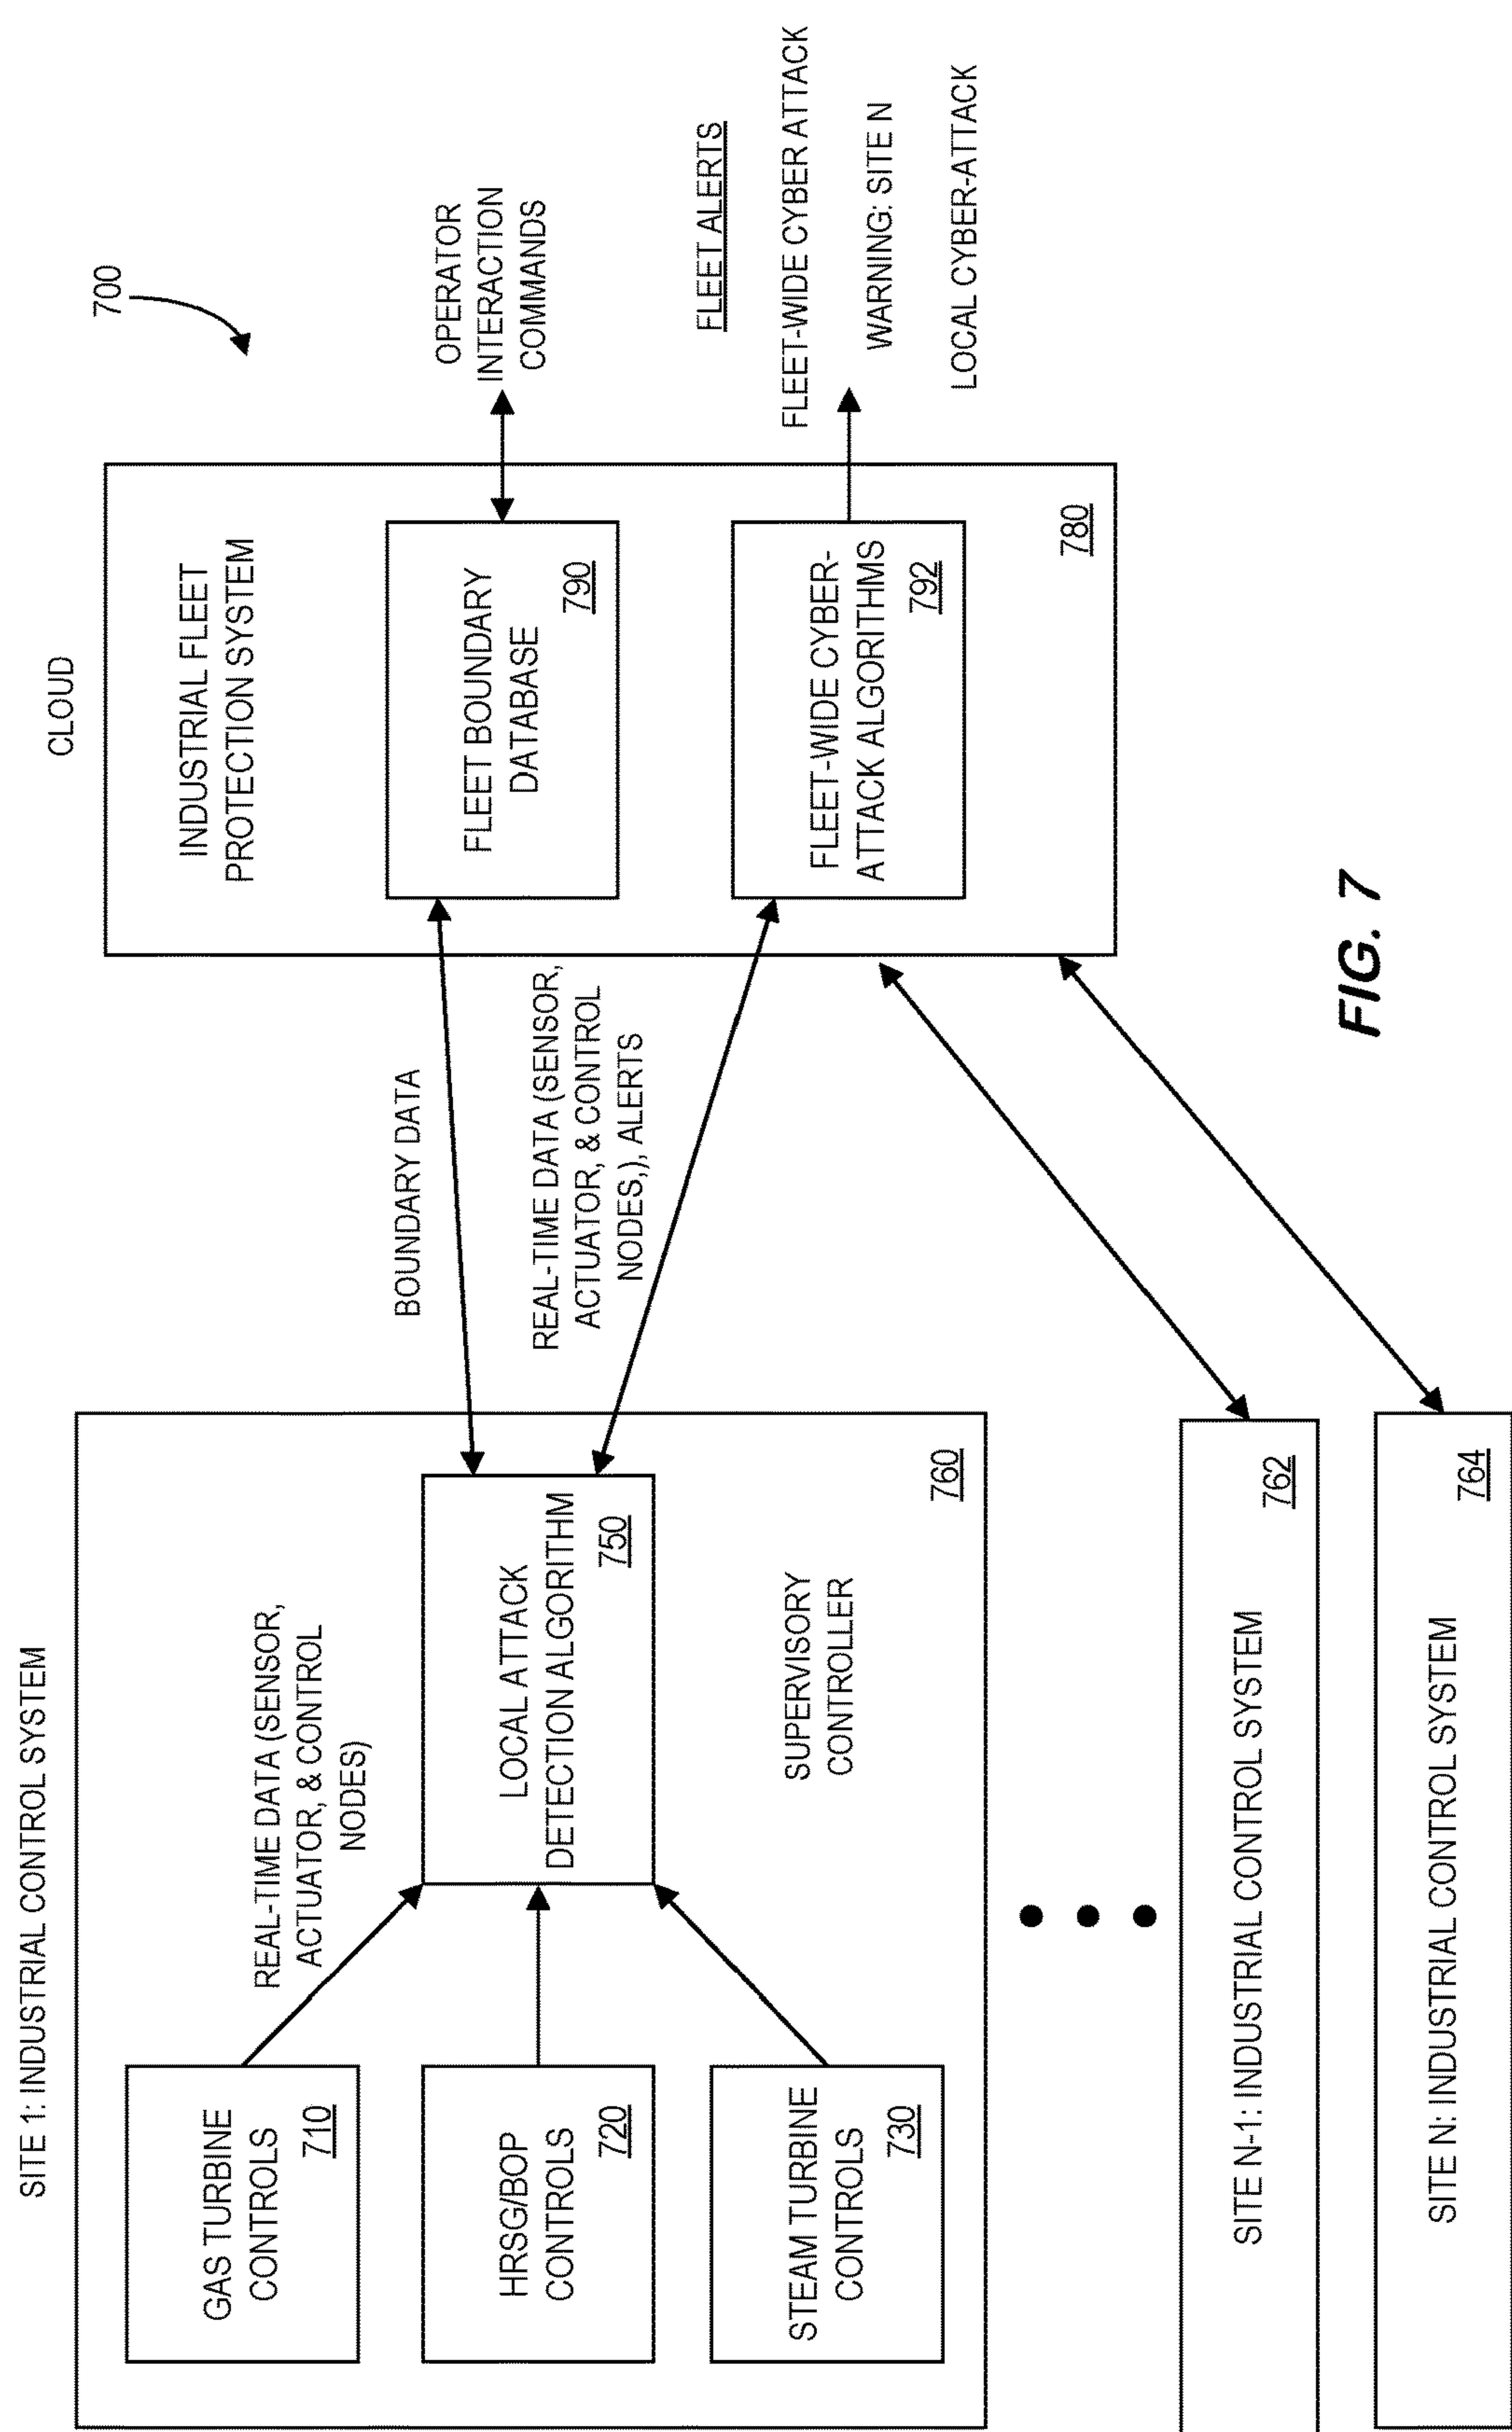 700
SITE 1: INDUSTRIAL CONTROL SYSTEM
GAS TURBINE
CONTROLS
710
HRSG/BOP
CONTROLS
720
STEAM TURBINE
CONTROLS
730
REAL-TIME DATA (SENSOR,
ACTUATOR, & CONTROL
NODES)
LOCAL ATTACK
DETECTION ALGORITHM
750
SUPERVISORY
CONTROLLER
760
SITE N-1: INDUSTRIAL CONTROL SYSTEM
762
SITE N: INDUSTRIAL CONTROL SYSTEM
764
BOUNDARY DATA
REAL-TIME DATA (SENSOR,
ACTUATOR, & CONTROL
NODES,), ALERTS
CLOUD
INDUSTRIAL FLEET
PROTECTION SYSTEM
FLEET BOUNDARY
DATABASE
790
FLEET-WIDE CYBER-
ATTACK ALGORITHMS
792
780
OPERATOR
INTERACTION
COMMANDS
FLEET ALERTS
FLEET-WIDE CYBER ATTACK
WARNING: SITE N
LOCAL CYBER-ATTACK
FIG. 7